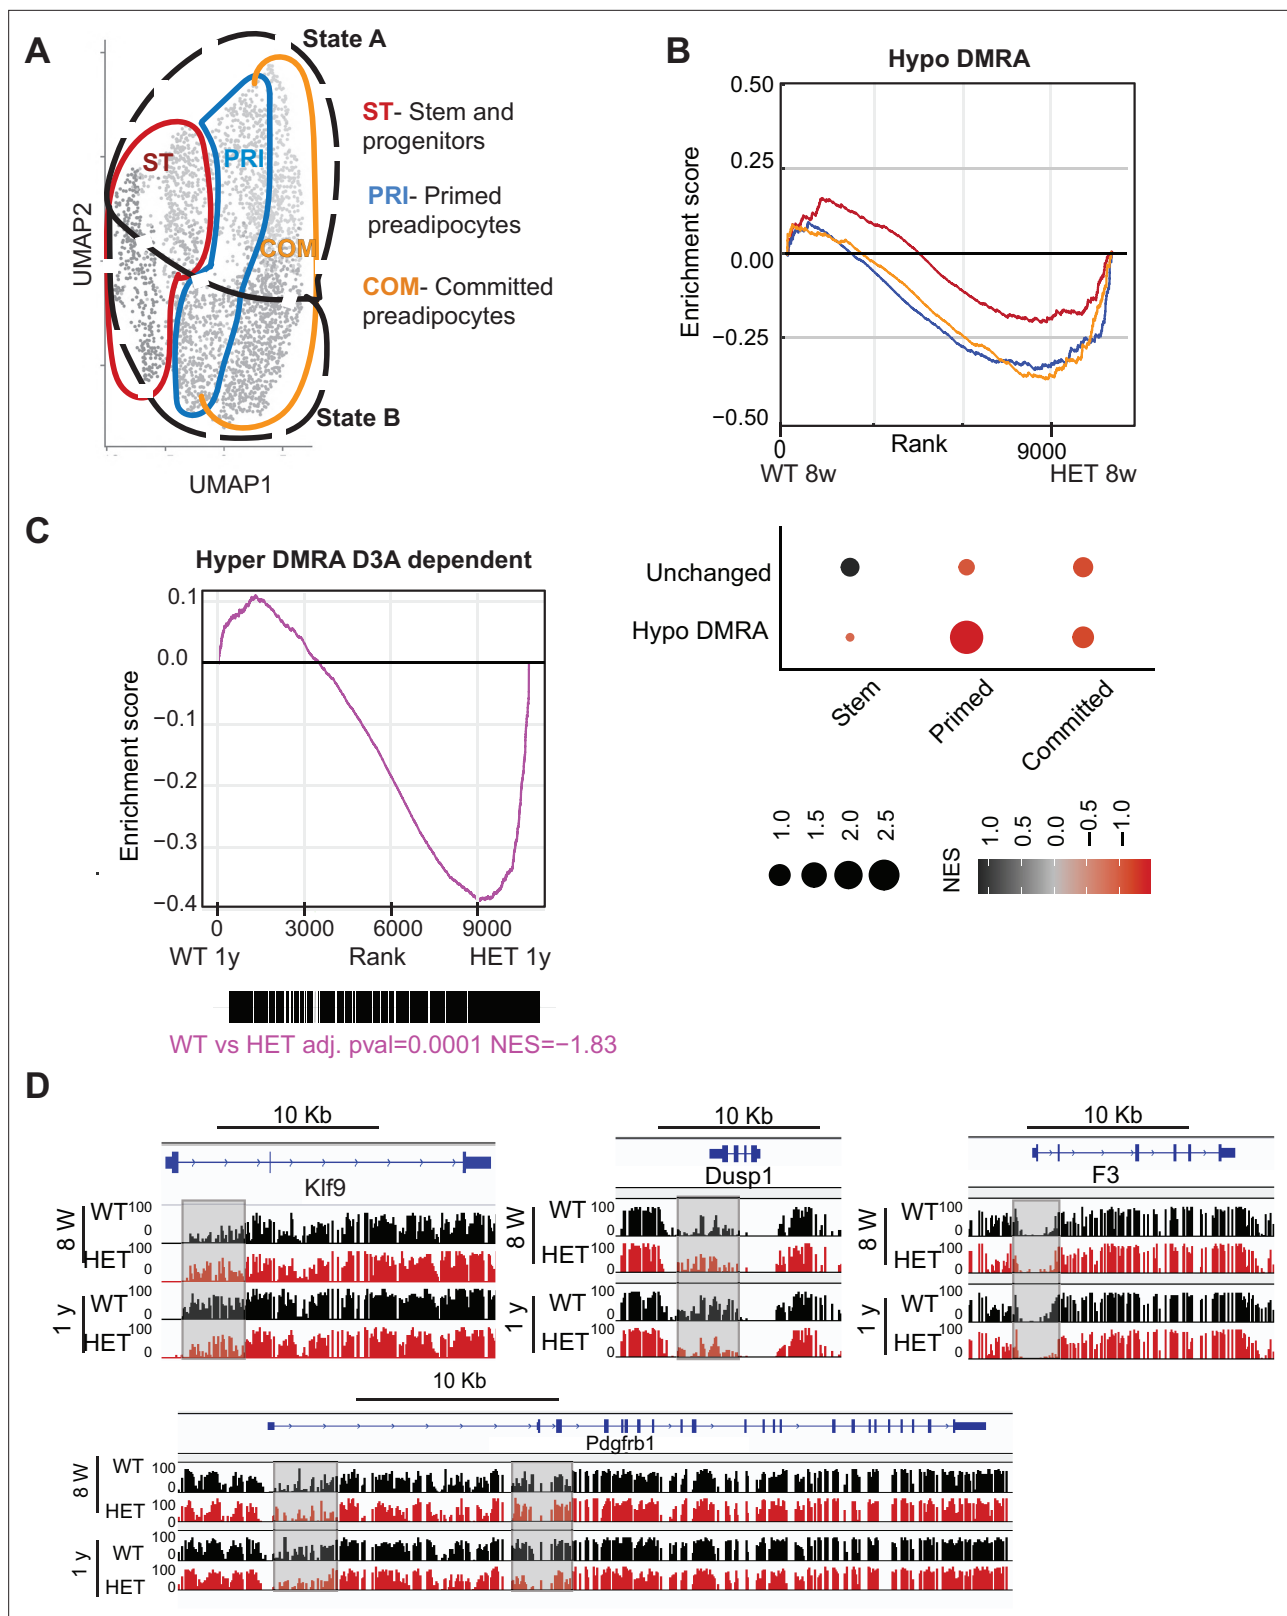 A
State A
ST
PRI
COM
State B
UMAP2
UMAP1
ST- Stem and
progenitors
PRI- Primed
preadipocytes
COM- Committed
preadipocytes
B
Hypo DMRA
Enrichment score
0.50
0.25
0.00
−0.25
−0.50
0
Rank
9000
WT 8w
HET 8w
Unchanged
Hypo DMRA
Stem
Primed
Committed
1.0
1.5
2.0
2.5
NES
1.0
0.5
0.0
−0.5
−1.0
C
Hyper DMRA D3A dependent
Enrichment score
0.1
0.0
−0.1
−0.2
−0.3
−0.4
0
3000
6000
9000
WT 1y
Rank
HET 1y
WT vs HET adj. pval=0.0001 NES=−1.83
D
10 Kb
Klf9
8 W
WT
100
0
HET
100
0
1 y
WT
100
0
HET
100
0
10 Kb
Dusp1
8 W
WT
100
0
HET
100
0
1 y
WT
100
0
HET
100
0
10 Kb
F3
8 W
WT
100
0
HET
100
0
1 y
WT
100
0
HET
100
0
10 Kb
Pdgfrb1
8 W
WT
100
0
HET
100
0
1 y
WT
100
0
HET
100
0